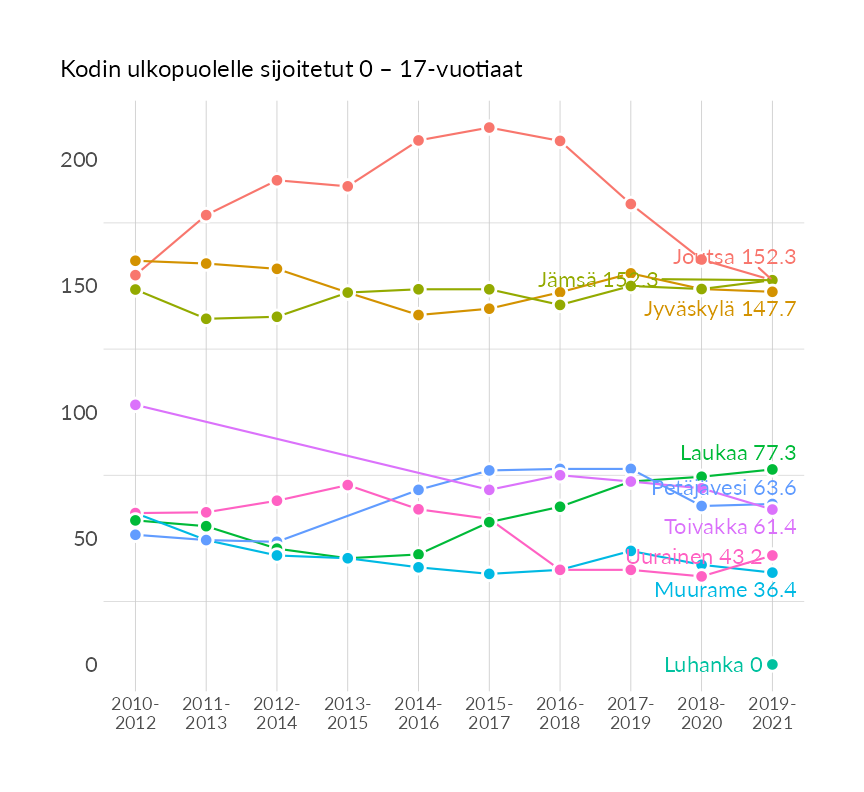 Kodin ulkopuolelle sijoitetut 0 – 17-vuotiaat
200
150
100
50
0
Joutsa 152.3
Jämsä 152.3
Jyväskylä 147.7
Laukaa 77.3
Petäjävesi 63.6
Toivakka 61.4
Uurainen 43.2
Muurame 36.4
Luhanka 0
2010-
2012
2011-
2013
2012-
2014
2013-
2015
2014-
2016
2015-
2017
2016-
2018
2017-
2019
2018-
2020
2019-
2021